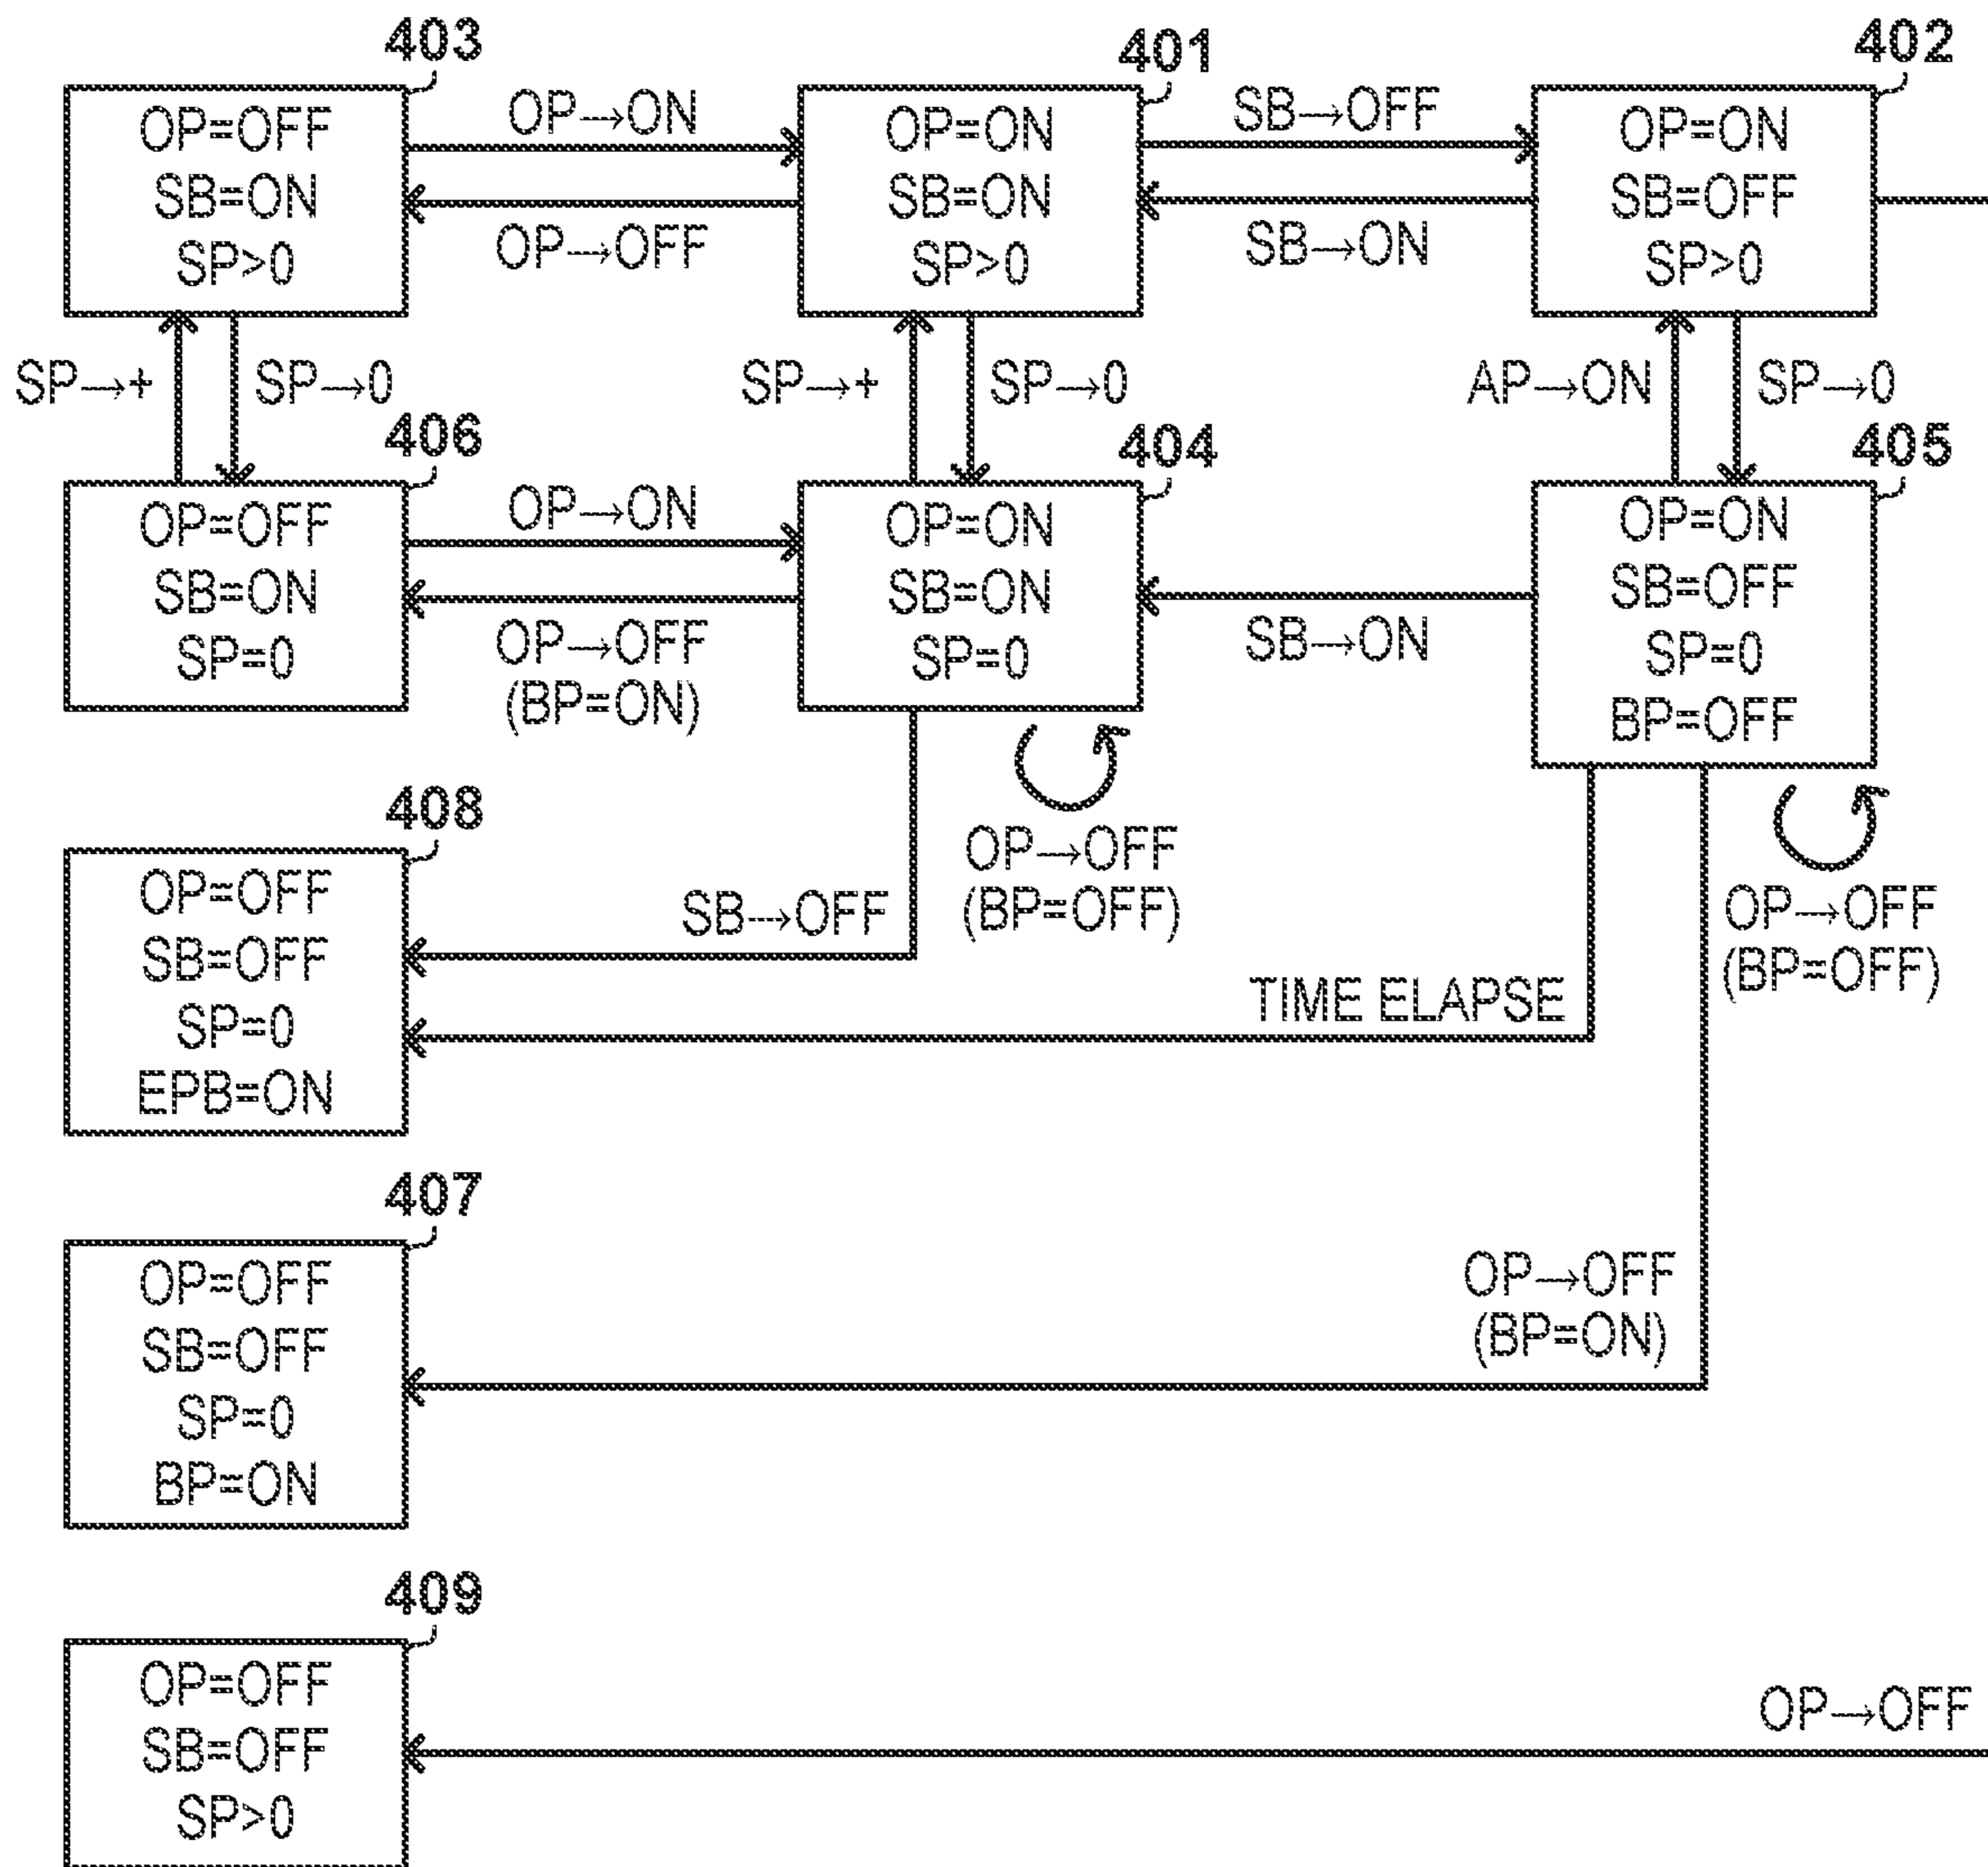 403
OP=OFF
SB=ON
SP>0
OP→ON
OP→OFF
401
OP=ON
SB=ON
SP>0
SB→OFF
SB→ON
402
OP=ON
SB=OFF
SP>0
SP→+
SP→0
SP→+
SP→0
AP→ON
SP→0
406
OP=OFF
SB=ON
SP=0
OP→ON
OP→OFF
(BP=ON)
404
OP=ON
SB=ON
SP=0
SB→ON
405
OP=ON
SB=OFF
SP=0
BP=OFF
OP→OFF
(BP=OFF)
OP→OFF
(BP=OFF)
408
OP=OFF
SB=OFF
SP=0
EPB=ON
SB→OFF
TIME ELAPSE
407
OP=OFF
SB=OFF
SP=0
BP=ON
OP→OFF
(BP=ON)
409
OP=OFF
SB=OFF
SP>0
OP→OFF